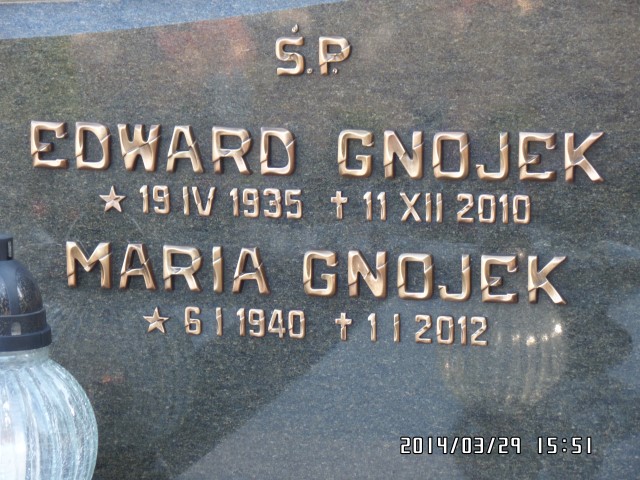 Ś.P.
EDWARD GNOJEK
★ 19 IV 1935 ✝ 11 XII 2010
MARIA GNOJEK
★ 6 I 1940 ✝ 1 I 2012
2014/03/29 15:51